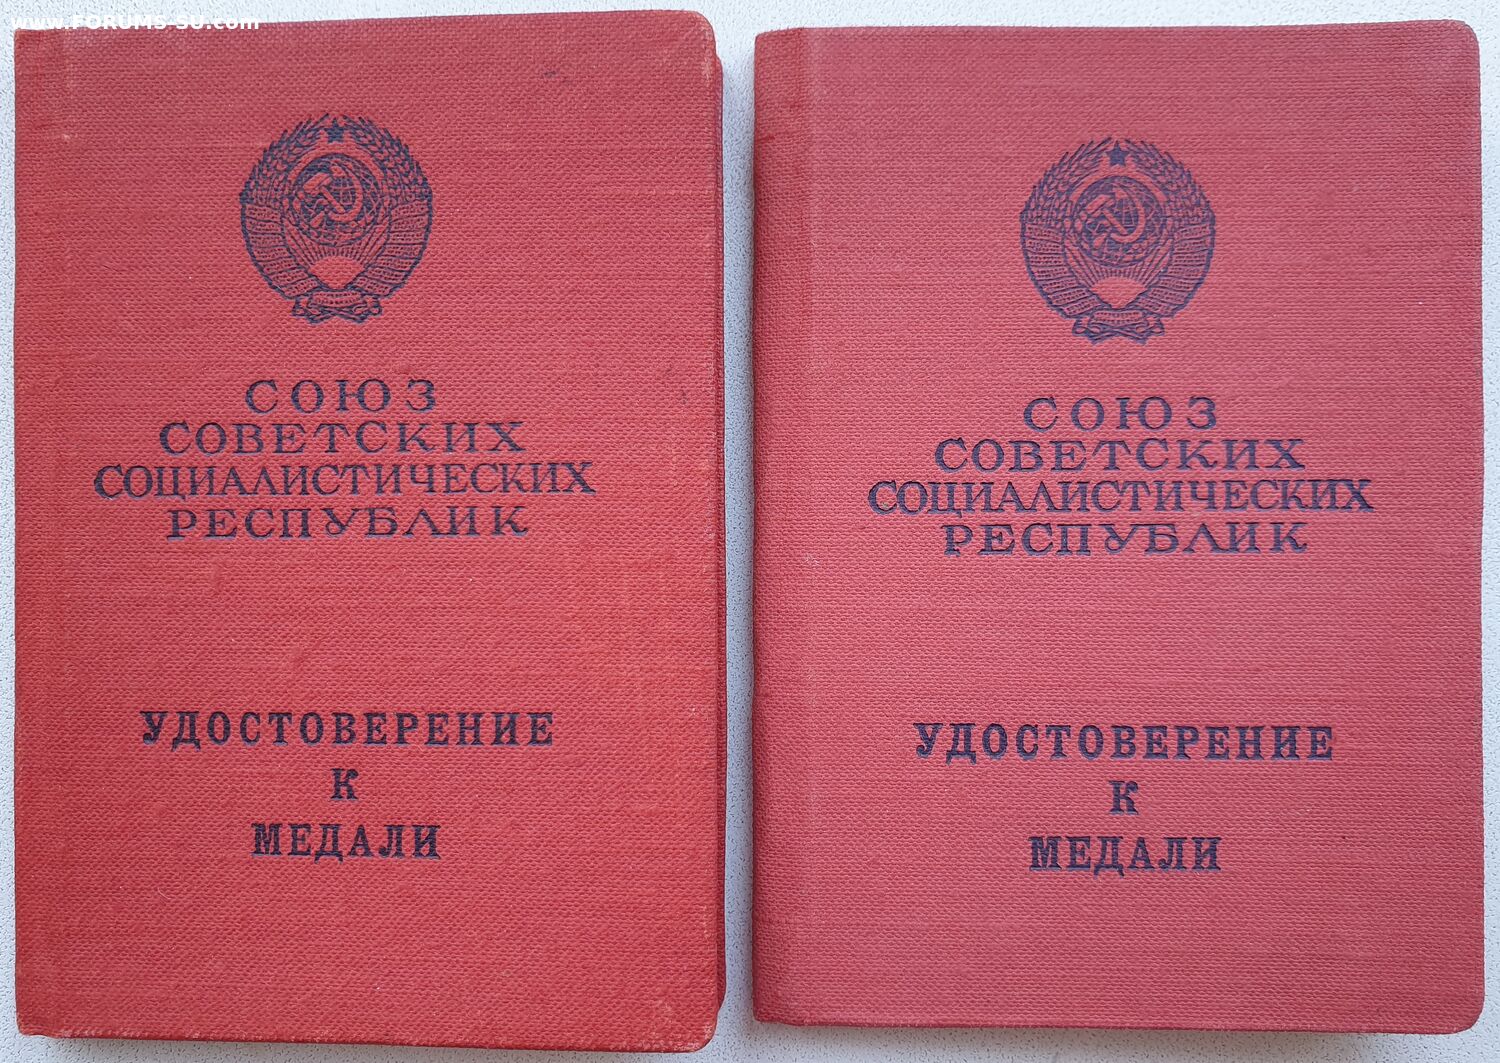 www.FORUMS-SU.com
СОЮЗ
СОВЕТСКИХ
СОЦИАЛИСТИЧЕСКИХ
РЕСПУБЛИК
УДОСТОВЕРЕНИЕ
К
МЕДАЛИ
СОЮЗ
СОВЕТСКИХ
СОЦИАЛИСТИЧЕСКИХ
РЕСПУБЛИК
УДОСТОВЕРЕНИЕ
К
МЕДАЛИ